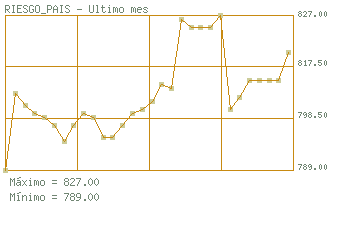 RIESGO_PAIS - Ultimo mes
827.00
817.50
798.50
789.00
Máximo = 827.00
Mínimo = 789.00